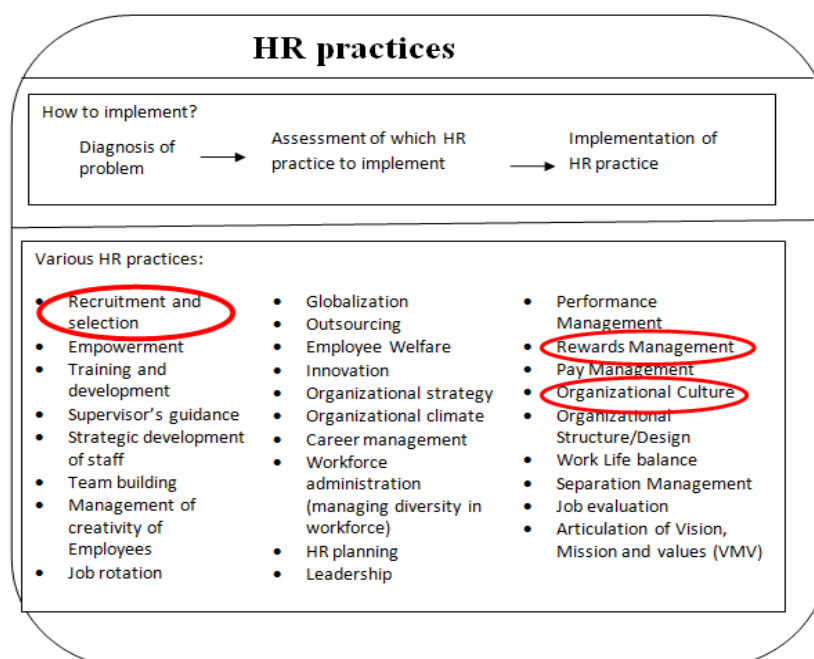 HR practices
How to implement?
Diagnosis of
problem
Assessment of which HR
practice to implement
Implementation of
HR practice
Various HR practices:
• Recruitment and
selection
• Empowerment
• Training and
development
• Supervisor's guidance
• Strategic development
of staff
• Team building
• Management of
creativity of
Employees
• Job rotation
• Globalization
• Outsourcing
• Employee Welfare
• Innovation
• Organizational strategy
• Organizational climate
• Career management
• Workforce
administration
(managing diversity in
workforce)
• HR planning
• Leadership
• Performance
Management
• Rewards Management
• Pay Management
• Organizational Culture
• Organizational
Structure/Design
• Work Life balance
• Separation Management
• Job evaluation
• Articulation of Vision,
Mission and values (VMV)